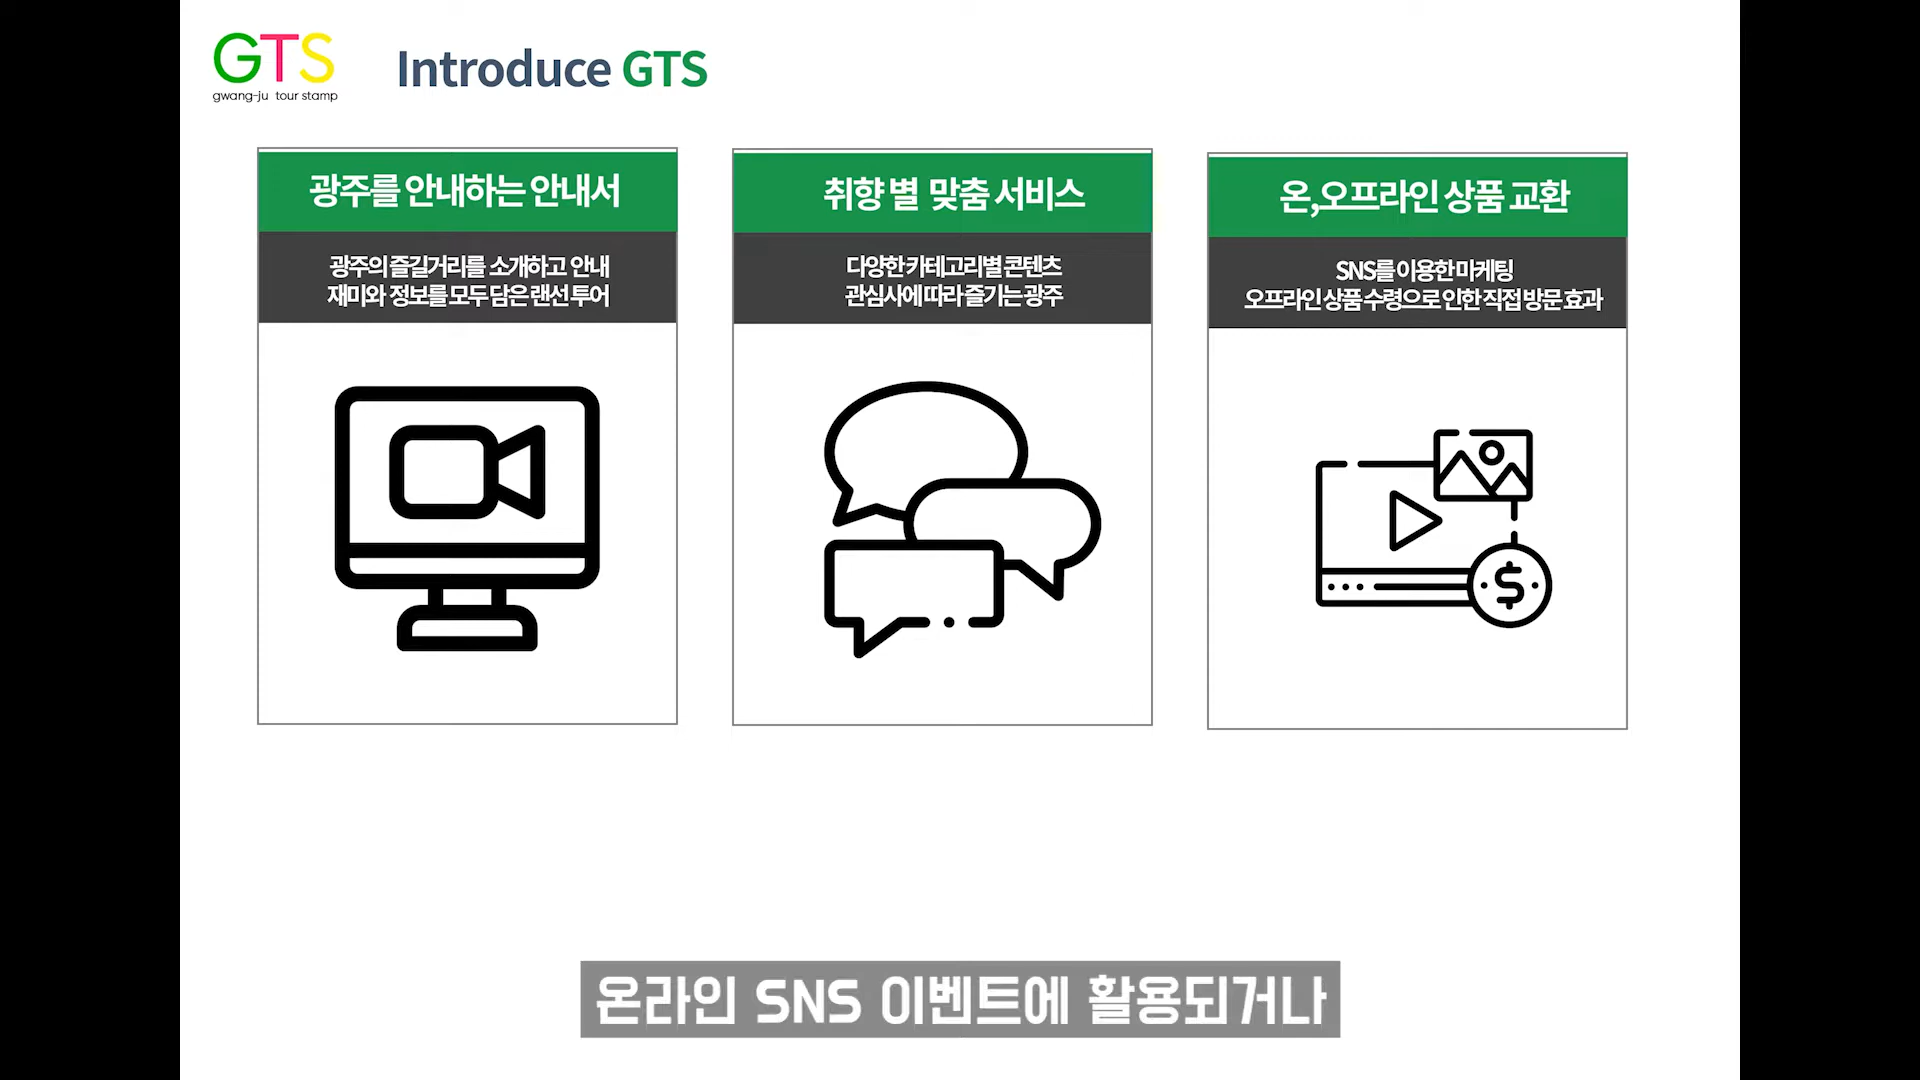 GTS
gwang-ju tour stamp
Introduce GTS
광주를 안내하는 안내서
광주의 즐길거리를 소개하고 안내
재미와 정보를 모두 담은 랜선 투어
취향 별 맞춤 서비스
다양한 카테고리별 콘텐츠
관심사에 따라 즐기는 광주
온,오프라인 상품 교환
SNS를 이용한 마케팅
오프라인 상품 수령으로 인한 직접 방문 효과
$
온라인 SNS 이벤트에 활용되거나